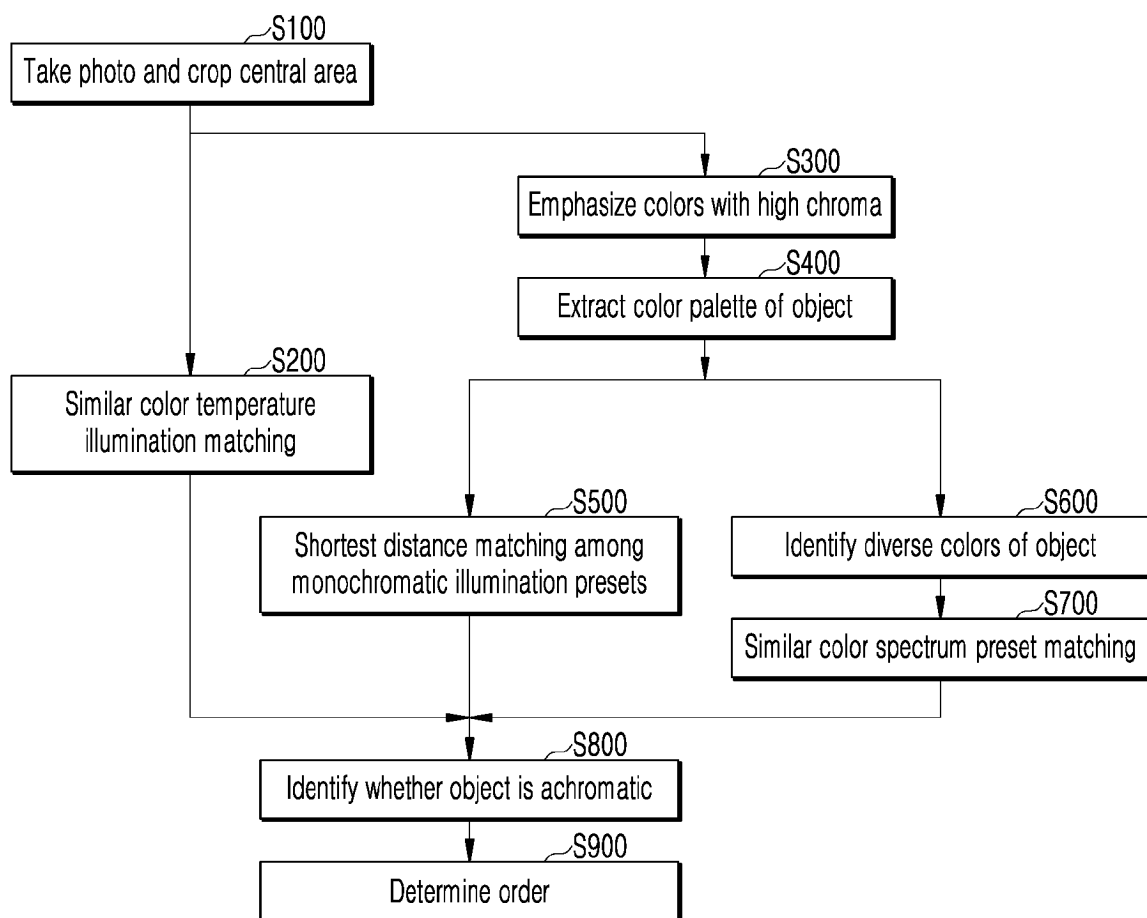 S100
Take photo and crop central area
S300
Emphasize colors with high chroma
S400
Extract color palette of object
S200
Similar color temperature
illumination matching
S500
Shortest distance matching among
monochromatic illumination presets
S600
Identify diverse colors of object
S700
Similar color spectrum preset matching
S800
Identify whether object is achromatic
S900
Determine order